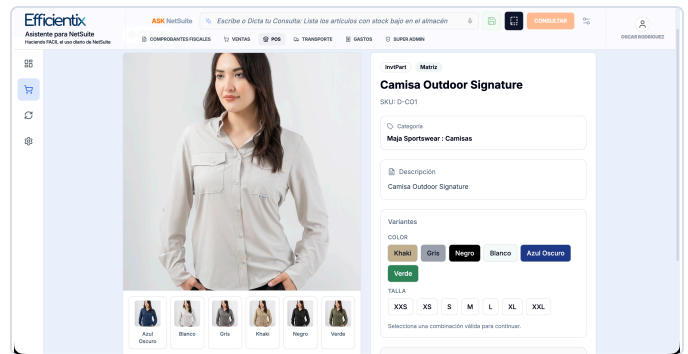 Efficientix
Asistente para NetSuite
Haciendo FACIL el uso diario de NetSuite
ASK NetSuite
Escribe o Dicta tu Consulta: Lista los artículos con stock bajo en el almacén
CONSULTAR
OSCAR RODRIGUEZ
COMPROBANTES FISCALES
VENTAS
POS
TRANSPORTE
GASTOS
SUPER ADMIN
InvtPart
Matriz
Camisa Outdoor Signature
SKU: D-CO1
Categoría
Maja Sportswear : Camisas
Descripción
Camisa Outdoor Signature
Variantes
COLOR
Khaki
Gris
Negro
Blanco
Azul Oscuro
Verde
TALLA
XXS
XS
S
M
L
XL
XXL
Selecciona una combinación válida para continuar.
Azul
Oscuro
Blanco
Gris
Khaki
Negro
Verde